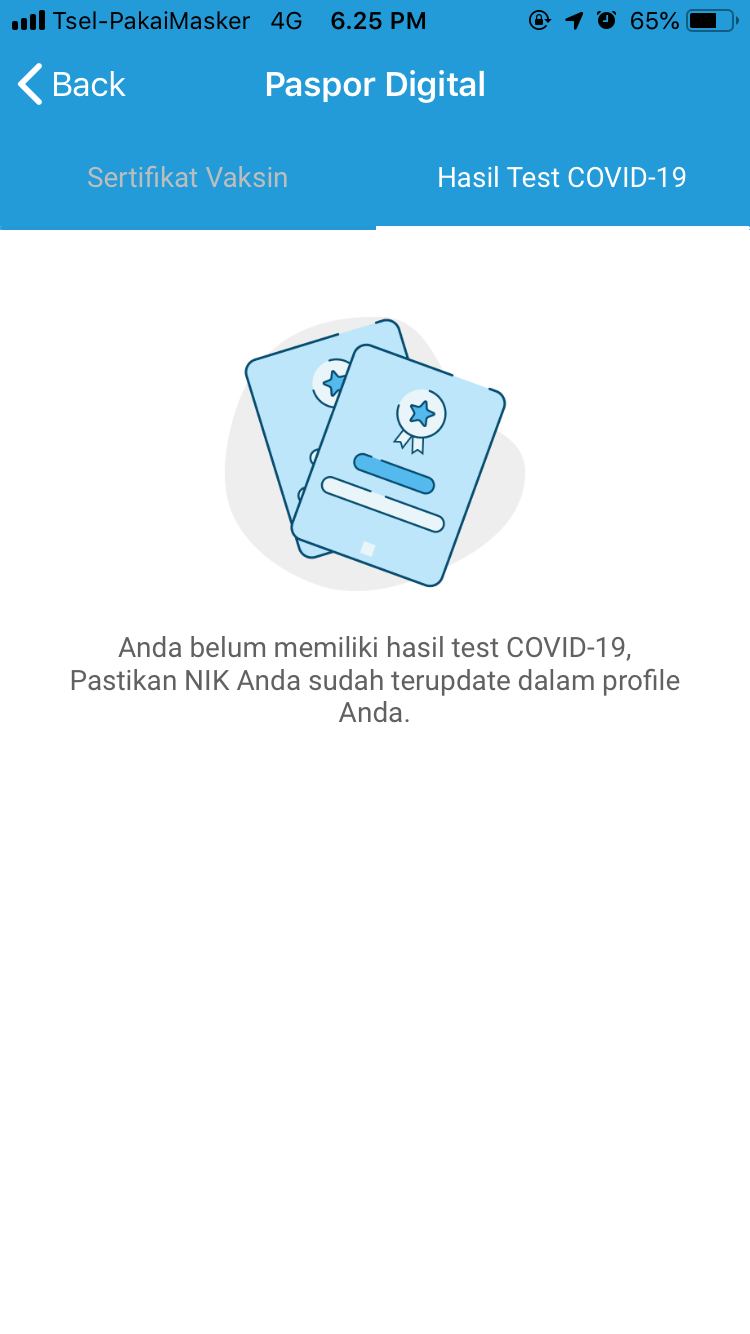 Tsel-PakaiMasker 4G 6.25 PM 65%
Back Paspor Digital
Sertifikat Vaksin Hasil Test COVID-19
Anda belum memiliki hasil test COVID-19,
Pastikan NIK Anda sudah terupdate dalam profile
Anda.